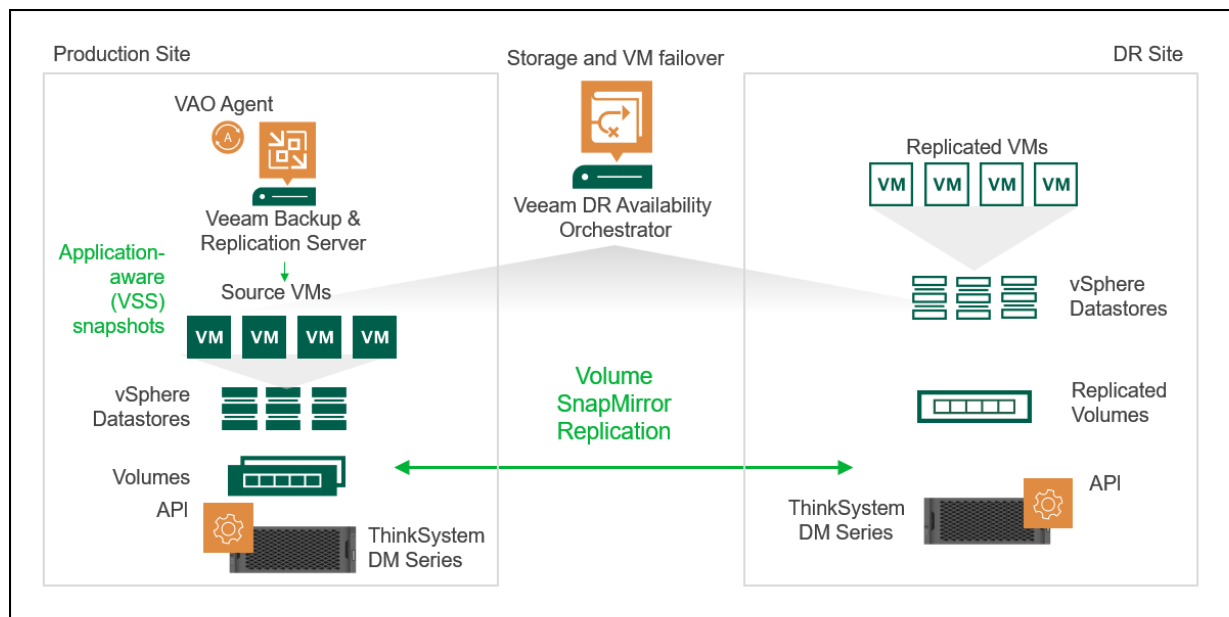 Production Site
Storage and VM failover
DR Site
VAO Agent
A
Veeam Backup &
Replication Server
Veeam DR Availability
Orchestrator
Replicated VMs
VM VM VM VM
Application-
aware
(VSS)
snapshots
Source VMs
VM VM VM VM
vSphere
Datastores
vSphere
Datastores
Volume
SnapMirror
Replication
Replicated
Volumes
Volumes
API
ThinkSystem
DM Series
API
ThinkSystem
DM Series